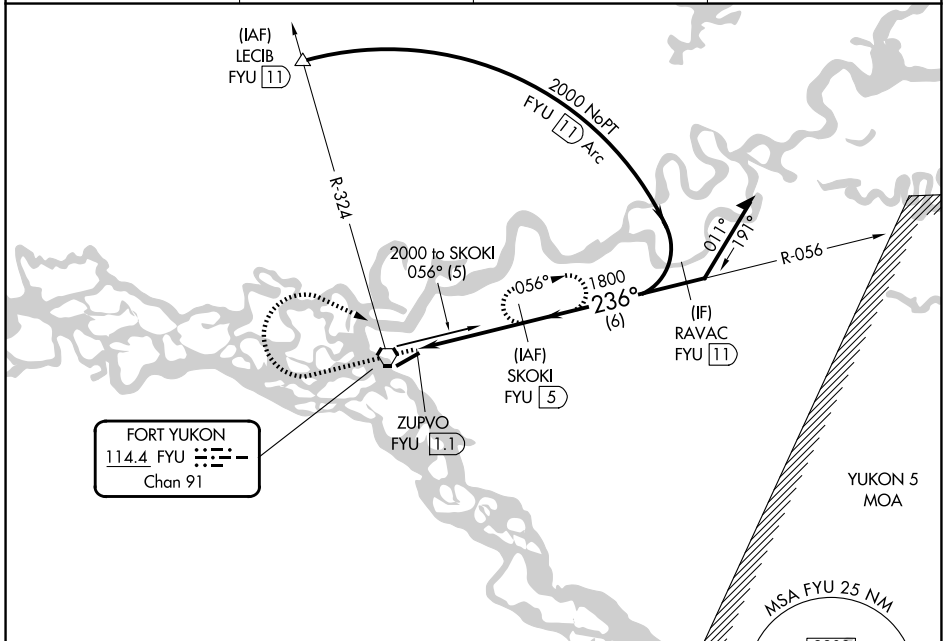 (IAF)
LECIB
FYU 11
2000 NoPT
FYU 11 Arc
R-324
2000 to SKOKI
056° (5)
056°
1800
236°
(6)
011°
191°
R-056
(IF)
RAVAC
FYU 11
(IAF)
SKOKI
FYU 5
ZUPVO
FYU 1.1
FORT YUKON
114.4 FYU
Chan 91
YUKON 5
MOA
MSA FYU 25 NM